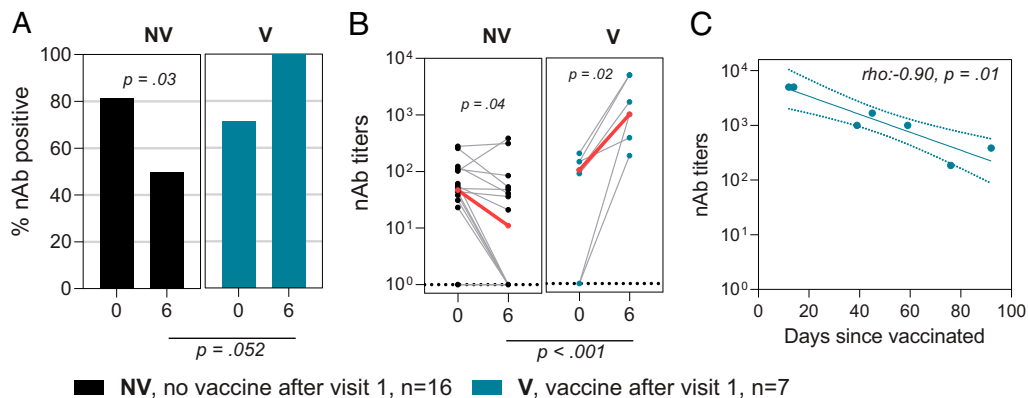 A
NV
V
% nAb positive
100
80
60
40
20
0
p = .03
0
6
0
6
p = .052
B
NV
V
nAb titers
10⁴
10³
10²
10¹
10⁰
p = .04
p = .02
0
6
0
6
p < .001
C
nAb titers
10⁴
10³
10²
10¹
10⁰
rho:-0.90, p = .01
0
20
40
60
80
100
Days since vaccinated
NV, no vaccine after visit 1, n=16
V, vaccine after visit 1, n=7